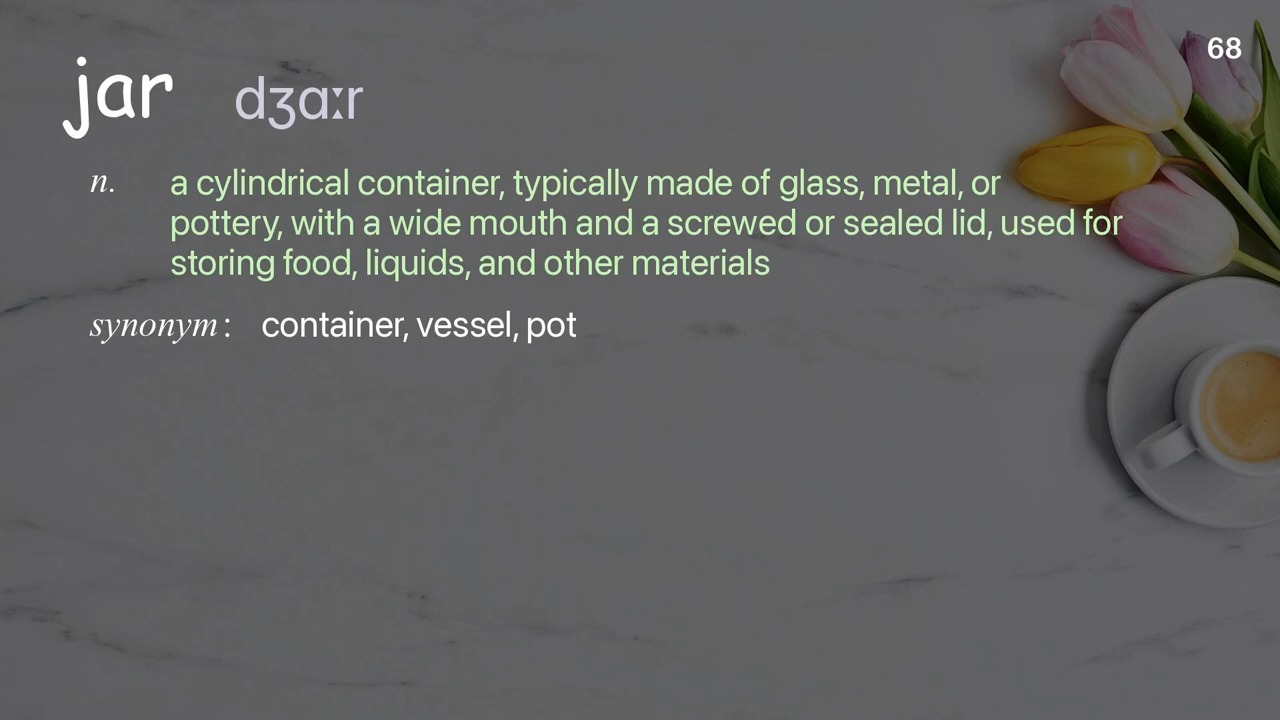 68
jar dʒɑːr
n. a cylindrical container, typically made of glass, metal, or
pottery, with a wide mouth and a screwed or sealed lid, used for
storing food, liquids, and other materials
synonym: container, vessel, pot